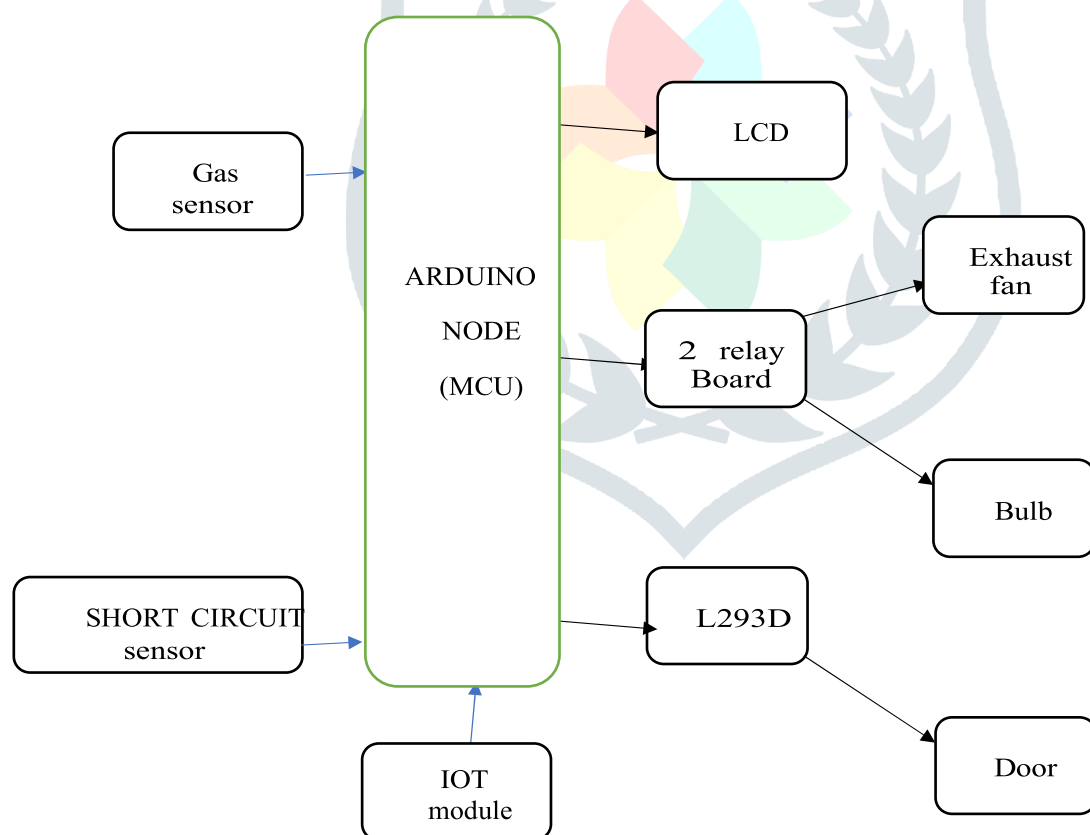 LCD
Gas
sensor
Exhaust
fan
ARDUINO
NODE
(MCU)
2 relay
Board
Bulb
SHORT CIRCUIT
sensor
L293D
Door
IOT
module